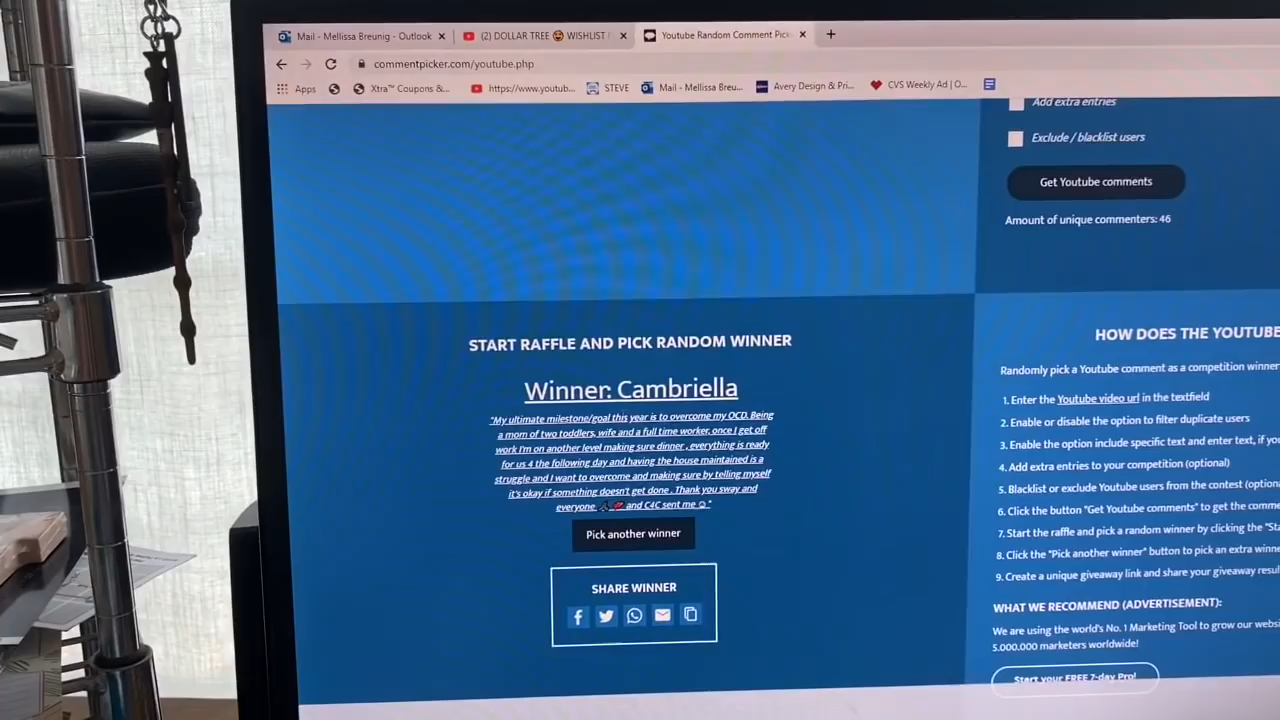 Mail - Mellissa Breunig - Outlook
(2) DOLLAR TREE 🤩 WISHLIST
Youtube Random Comment Pick
commentpicker.com/youtube.php
Apps
Xtra™ Coupons &...
https://www.youtub...
STEVE
Mail - Mellissa Breu...
Avery Design & Pri...
CVS Weekly Ad | O...
Add extra entries
Exclude / blacklist users
Get Youtube comments
Amount of unique commenters: 46
START RAFFLE AND PICK RANDOM WINNER
Winner: Cambriella
"My ultimate milestone/goal this year is to overcome my OCD. Being
a mom of two toddlers, wife and a full time worker, once I get off
work I'm on another level making sure dinner , everything is ready
for us 4 the following day and having the house maintained is a
struggle and I want to overcome and making sure by telling myself
it's okay if something doesn't get done . Thank you sway and
everyone and C4C sent me ☺"
Pick another winner
SHARE WINNER
HOW DOES THE YOUTUBE
Randomly pick a Youtube comment as a competition winner
1. Enter the Youtube video url in the textfield
2. Enable or disable the option to filter duplicate users
3. Enable the option include specific text and enter text, if you
4. Add extra entries to your competition (optional)
5. Blacklist or exclude Youtube users from the contest (optiona
6. Click the button "Get Youtube comments" to get the comme
7. Start the raffle and pick a random winner by clicking the "Sta
8. Click the "Pick another winner" button to pick an extra winne
9. Create a unique giveaway link and share your giveaway resul
WHAT WE RECOMMEND (ADVERTISEMENT):
We are using the world's No. 1 Marketing Tool to grow our websi
5.000.000 marketers worldwide!
Start your FREE 7-day Pro!